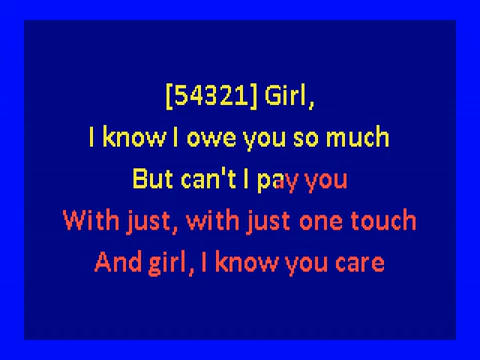 [54321] Girl,
I know I owe you so much
But can't I pay you
With just, with just one touch
And girl, I know you care